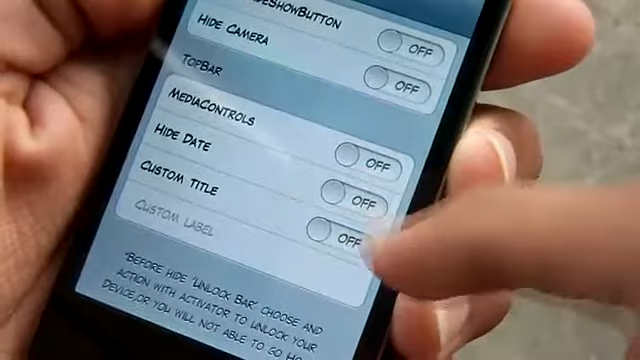 DESHOWBUTTON OFF
HIDE CAMERA OFF
TOPBAR
MEDIACONTROLS OFF
HIDE DATE OFF
CUSTOM TITLE OFF
CUSTOM LABEL
*BEFORE HIDE 'UNLOCK BAR' CHOOSE AND
ACTION WITH ACTIVATOR TO UNLOCK YOUR
DEVICE,OR YOU WILL NOT ABLE TO GO HO